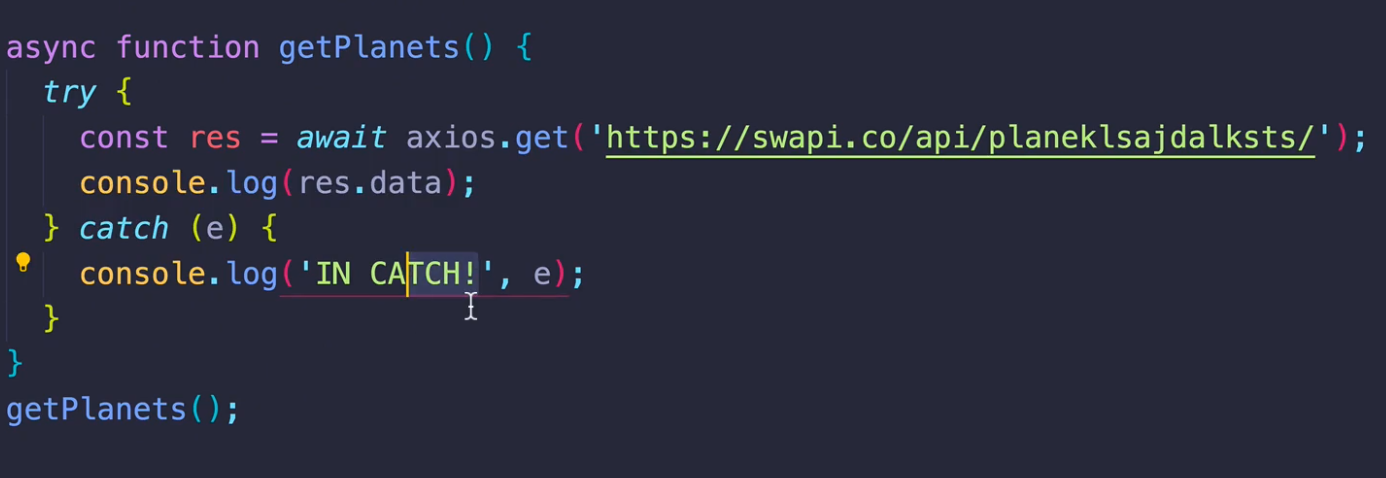 async function getPlanets() {
try {
const res = await axios.get('https://swapi.co/api/planeklsajdalksts/');
console.log(res.data);
} catch (e) {
console.log('IN CATCH!', e);
}
}
getPlanets();